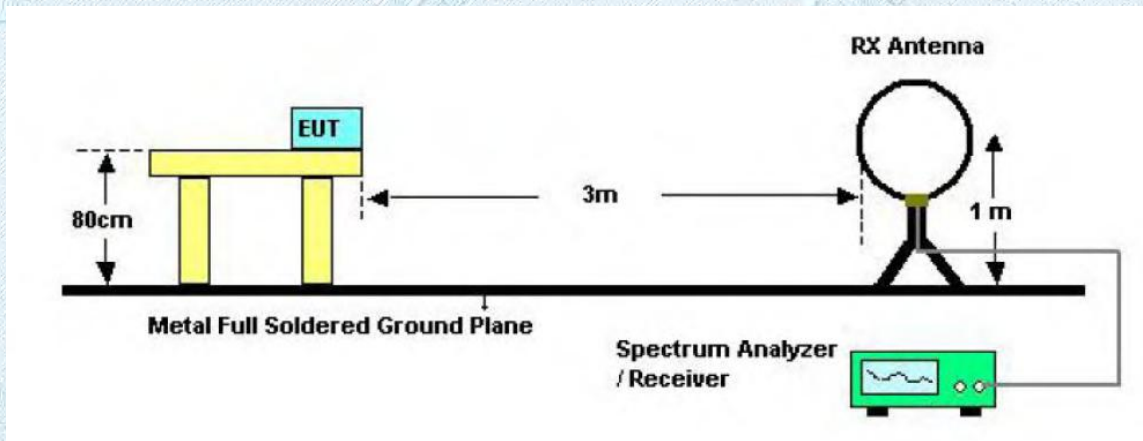 RX Antenna
EUT
80cm
3m
1 m
Metal Full Soldered Ground Plane
Spectrum Analyzer
/ Receiver